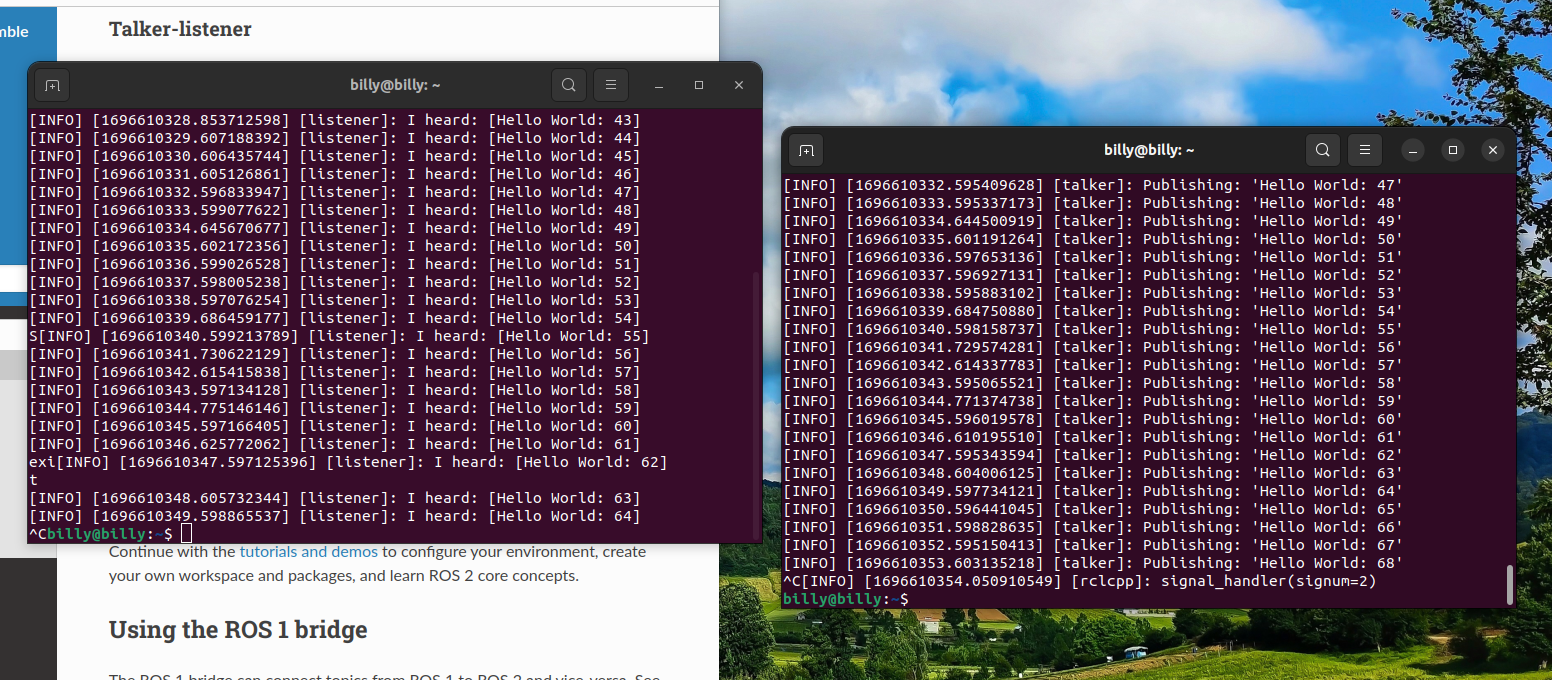 mble
Talker-listener
billy@billy: ~
[INFO] [1696610328.853712598] [listener]: I heard: [Hello World: 43]
[INFO] [1696610329.607188392] [listener]: I heard: [Hello World: 44]
[INFO] [1696610330.606435744] [listener]: I heard: [Hello World: 45]
[INFO] [1696610331.605126861] [listener]: I heard: [Hello World: 46]
[INFO] [1696610332.596833947] [listener]: I heard: [Hello World: 47]
[INFO] [1696610333.599077622] [listener]: I heard: [Hello World: 48]
[INFO] [1696610334.645670677] [listener]: I heard: [Hello World: 49]
[INFO] [1696610335.602172356] [listener]: I heard: [Hello World: 50]
[INFO] [1696610336.599026528] [listener]: I heard: [Hello World: 51]
[INFO] [1696610337.598005238] [listener]: I heard: [Hello World: 52]
[INFO] [1696610338.597076254] [listener]: I heard: [Hello World: 53]
[INFO] [1696610339.686459177] [listener]: I heard: [Hello World: 54]
S[INFO] [1696610340.599213789] [listener]: I heard: [Hello World: 55]
[INFO] [1696610341.730622129] [listener]: I heard: [Hello World: 56]
[INFO] [1696610342.615415838] [listener]: I heard: [Hello World: 57]
[INFO] [1696610343.597134128] [listener]: I heard: [Hello World: 58]
[INFO] [1696610344.775146146] [listener]: I heard: [Hello World: 59]
[INFO] [1696610345.597166405] [listener]: I heard: [Hello World: 60]
[INFO] [1696610346.625772062] [listener]: I heard: [Hello World: 61]
exi[INFO] [1696610347.597125396] [listener]: I heard: [Hello World: 62]
t
[INFO] [1696610348.605732344] [listener]: I heard: [Hello World: 63]
[INFO] [1696610349.598865537] [listener]: I heard: [Hello World: 64]
^Cbilly@billy:~$
Continue with the tutorials and demos to configure your environment, create
your own workspace and packages, and learn ROS 2 core concepts.
Using the ROS 1 bridge
The ROS 1 bridge can connect topics from ROS 1 to ROS 2 and vice-versa. See
billy@billy: ~
[INFO] [1696610332.595409628] [talker]: Publishing: 'Hello World: 47'
[INFO] [1696610333.595337173] [talker]: Publishing: 'Hello World: 48'
[INFO] [1696610334.644500919] [talker]: Publishing: 'Hello World: 49'
[INFO] [1696610335.601191264] [talker]: Publishing: 'Hello World: 50'
[INFO] [1696610336.597653136] [talker]: Publishing: 'Hello World: 51'
[INFO] [1696610337.596927131] [talker]: Publishing: 'Hello World: 52'
[INFO] [1696610338.595883102] [talker]: Publishing: 'Hello World: 53'
[INFO] [1696610339.684750880] [talker]: Publishing: 'Hello World: 54'
[INFO] [1696610340.598158737] [talker]: Publishing: 'Hello World: 55'
[INFO] [1696610341.729574281] [talker]: Publishing: 'Hello World: 56'
[INFO] [1696610342.614337783] [talker]: Publishing: 'Hello World: 57'
[INFO] [1696610343.595065521] [talker]: Publishing: 'Hello World: 58'
[INFO] [1696610344.771374738] [talker]: Publishing: 'Hello World: 59'
[INFO] [1696610345.596019578] [talker]: Publishing: 'Hello World: 60'
[INFO] [1696610346.610195510] [talker]: Publishing: 'Hello World: 61'
[INFO] [1696610347.595343594] [talker]: Publishing: 'Hello World: 62'
[INFO] [1696610348.604006125] [talker]: Publishing: 'Hello World: 63'
[INFO] [1696610349.597734121] [talker]: Publishing: 'Hello World: 64'
[INFO] [1696610350.596441045] [talker]: Publishing: 'Hello World: 65'
[INFO] [1696610351.598828635] [talker]: Publishing: 'Hello World: 66'
[INFO] [1696610352.595150413] [talker]: Publishing: 'Hello World: 67'
[INFO] [1696610353.603135218] [talker]: Publishing: 'Hello World: 68'
^C[INFO] [1696610354.050910549] [rclcpp]: signal_handler(signum=2)
billy@billy:~$